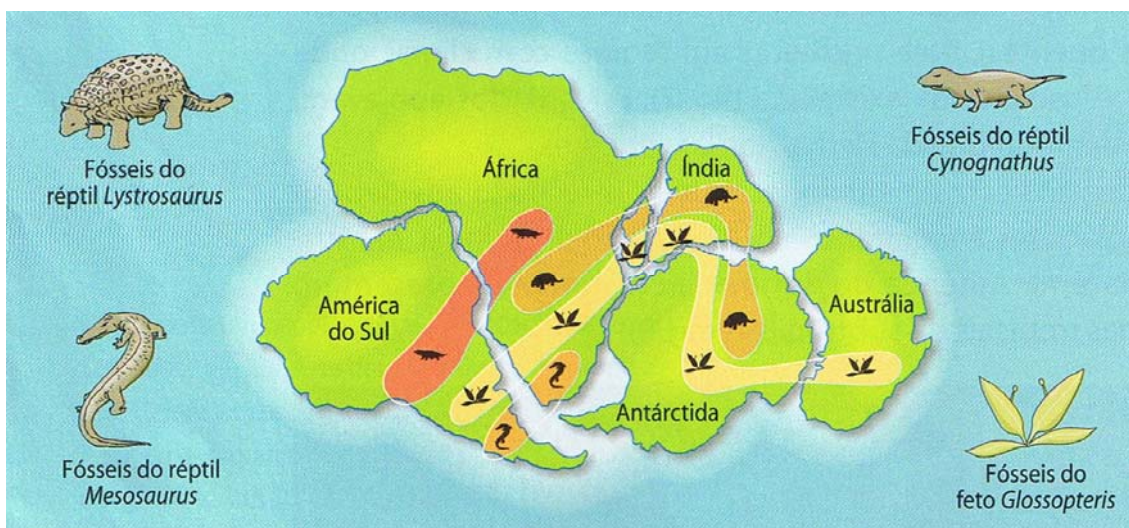 Fósseis do
réptil Lystrosaurus
Fósseis do réptil
Cynognathus
África
Índia
América
do Sul
Austrália
Antárctida
Fósseis do réptil
Mesosaurus
Fósseis do
feto Glossopteris